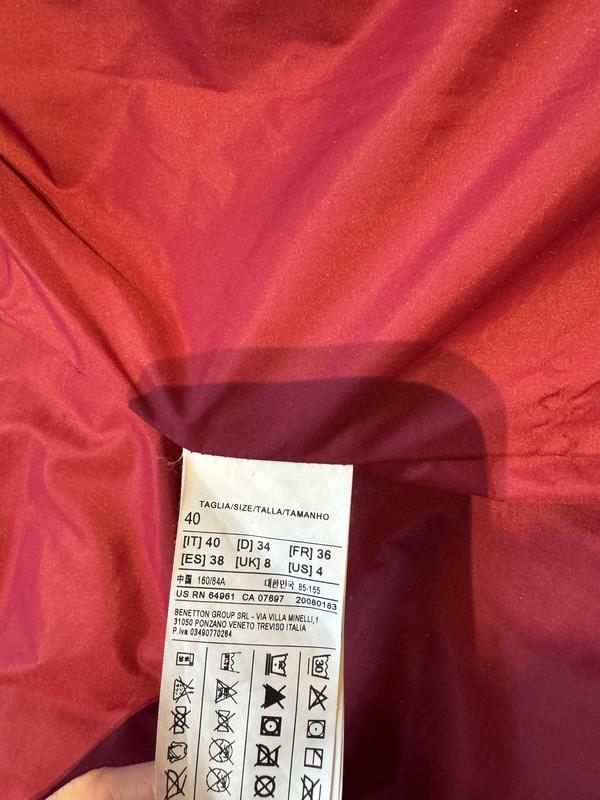 TAGLIA/SIZE/TALLA/TAMANHO
40
[IT] 40 [D] 34 [FR] 36
[ES] 38 [UK] 8 [US] 4
中国 160/84A 대한민국 85-155
US RN 64961 CA 07697 20080183
BENETTON GROUP SRL - VIA VILLA MINELLI,1
31050 PONZANO VENETO TREVISO ITALIA
P.iva 03490770264
30